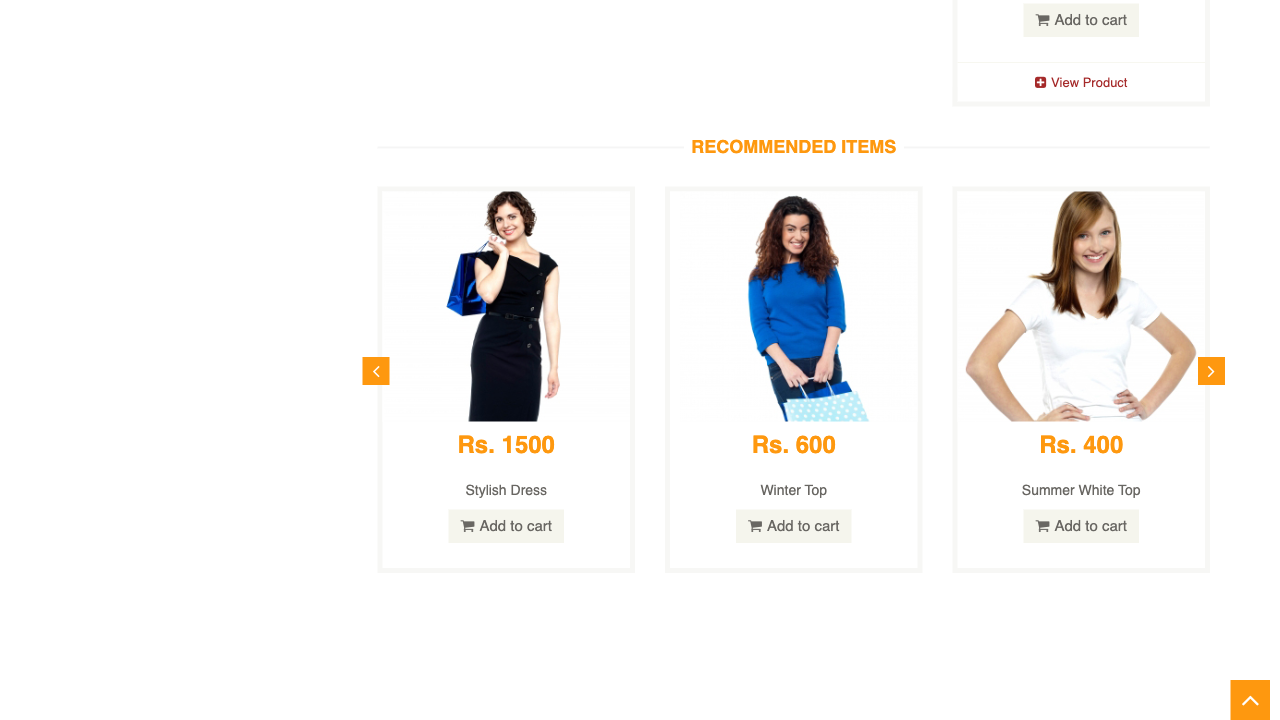 Add to cart
View Product
RECOMMENDED ITEMS
Rs. 1500
Stylish Dress
Add to cart
Rs. 600
Winter Top
Add to cart
Rs. 400
Summer White Top
Add to cart